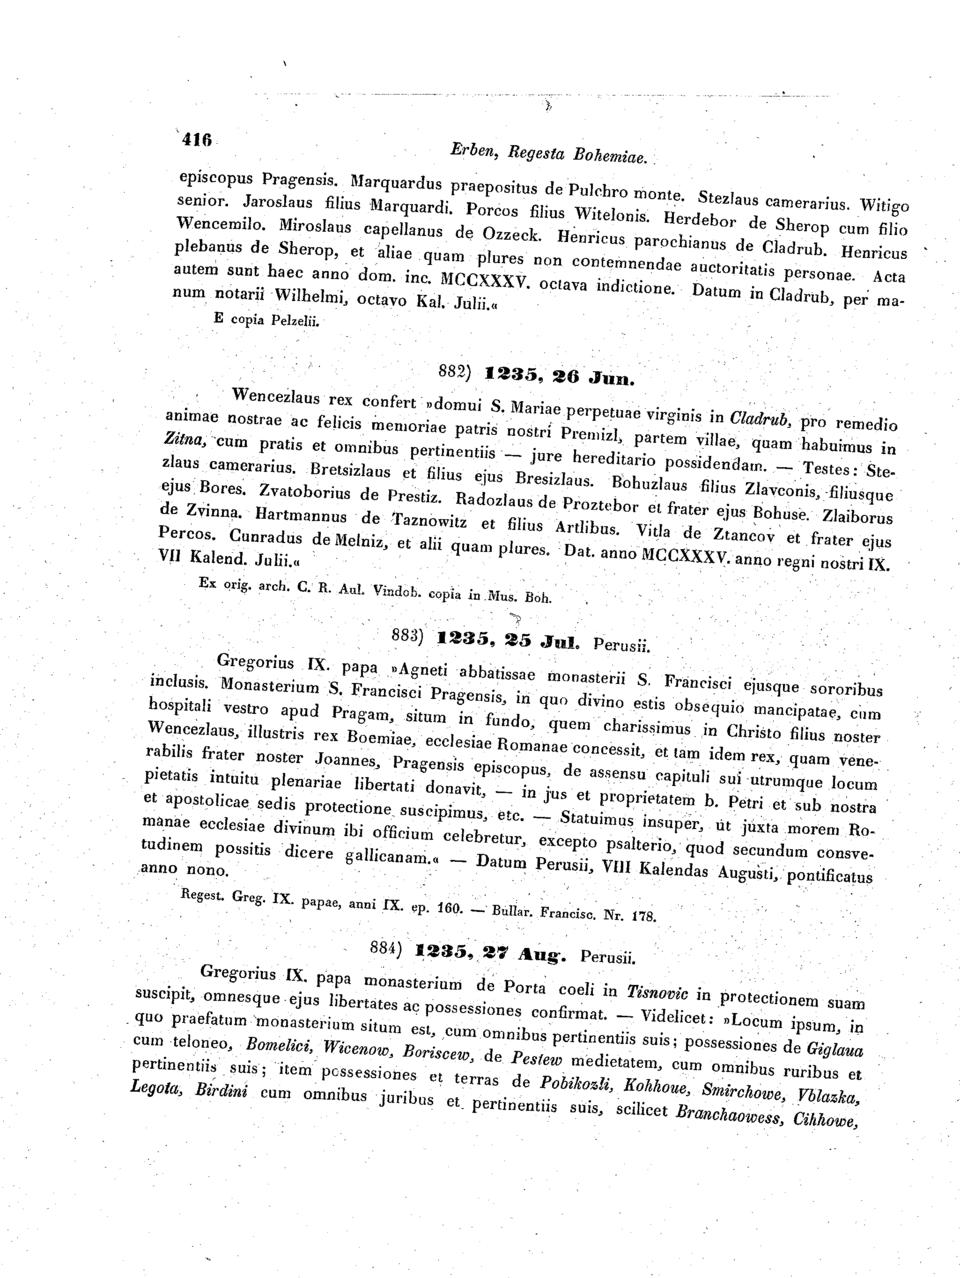 416
Erben, Regesta Bohemiae.
episcopus Pragensis. Marquardus praepositus de Pulchro monte. Stezlaus camerarius. Witigo
senior. Jaroslaus filius Marquardi. Porcos filius Witelonis. Herdebor de Sherop cum filio
Wencemilo. Miroslaus capellanus de Ozzeck. Henricus parochianus de Cladrub. Henricus
plebanus de Sherop, et aliae quam plures non contemnendae auctoritatis personae. Acta
autem sunt haec anno dom. inc. MCCXXXV. octava indictione. Datum in Cladrub, per ma-
num notarii Wilhelmi, octavo Kal. Julii.«
E copia Pelzelii.
882) 1235, 26 Jun.
Wencezlaus rex confert »domui S. Mariae perpetuae virginis in Cladrub, pro remedio
animae nostrae ac felicis memoriae patris nostri Premizl, partem villae, quam habuimus in
Zitna, cum pratis et omnibus pertinentiis — jure hereditario possidendam. — Testes: Ste-
zlaus camerarius. Bretsizlaus et filius ejus Bresizlaus. Bohuzlaus filius Zlavconis, filiusque
ejus Bores. Zvatoborius de Prestiz. Radozlaus de Proztebor et frater ejus Bohuse. Zlaiborus
de Zvinna. Hartmannus de Taznowitz et filius Artlibus. Vitla de Ztancov et frater ejus
Percos. Cunradus de Melniz, et alii quam plures. Dat. anno MCCXXXV. anno regni nostri IX.
VII Kalend. Julii.«
Ex orig. arch. C. R. Aul. Vindob. copia in Mus. Boh.
883) 1235, 25 Jul. Perusii.
Gregorius IX. papa »Agneti abbatissae monasterii S. Francisci ejusque sororibus
inclusis. Monasterium S. Francisci Pragensis, in quo divino estis obsequio mancipatae, cum
hospitali vestro apud Pragam, situm in fundo, quem charissimus in Christo filius noster
Wencezlaus, illustris rex Boemiae, ecclesiae Romanae concessit, et tam idem rex, quam vene-
rabilis frater noster Joannes, Pragensis episcopus, de assensu capituli sui utrumque locum
pietatis intuitu plenariae libertati donavit, — in jus et proprietatem b. Petri et sub nostra
et apostolicae sedis protectione suscipimus, etc. — Statuimus insuper, ut juxta morem Ro-
manae ecclesiae divinum ibi officium celebretur, excepto psalterio, quod secundum consve-
tudinem possitis dicere gallicanam.« — Datum Perusii, VIII Kalendas Augusti, pontificatus
anno nono.
Regest. Greg. IX. papae, anni IX. ep. 160. — Bullar. Francisc. Nr. 178.
884) 1235, 27 Aug. Perusii.
Gregorius IX. papa monasterium de Porta coeli in Tisnovic in protectionem suam
suscipit, omnesque ejus libertates ac possessiones confirmat. — Videlicet: »Locum ipsum, in
quo praefatum monasterium situm est, cum omnibus pertinentiis suis; possessiones de Giglaua
cum teloneo, Bomelici, Wicenow, Boriscew, de Pestew medietatem, cum omnibus ruribus et
pertinentiis suis; item possessiones et terras de Pobikozli, Kohhoue, Smirchowe, Yblazka,
Legota, Birdini cum omnibus juribus et pertinentiis suis, scilicet Branchaowess, Cihhowe,